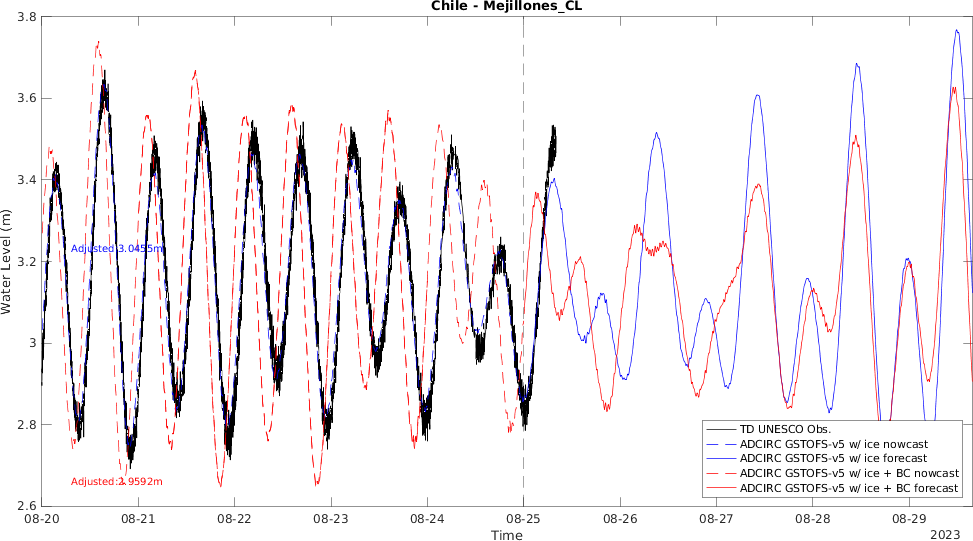 Chile - Mejillones_CL
Water Level (m)
3.8
3.6
3.4
3.2
3
2.8
2.6
Adjusted:3.0455m
Adjusted:2.9592m
TD UNESCO Obs.
ADCIRC GSTOFS-v5 w/ ice nowcast
ADCIRC GSTOFS-v5 w/ ice forecast
ADCIRC GSTOFS-v5 w/ ice + BC nowcast
ADCIRC GSTOFS-v5 w/ ice + BC forecast
08-20 08-21 08-22 08-23 08-24 08-25 08-26 08-27 08-28 08-29
Time
2023